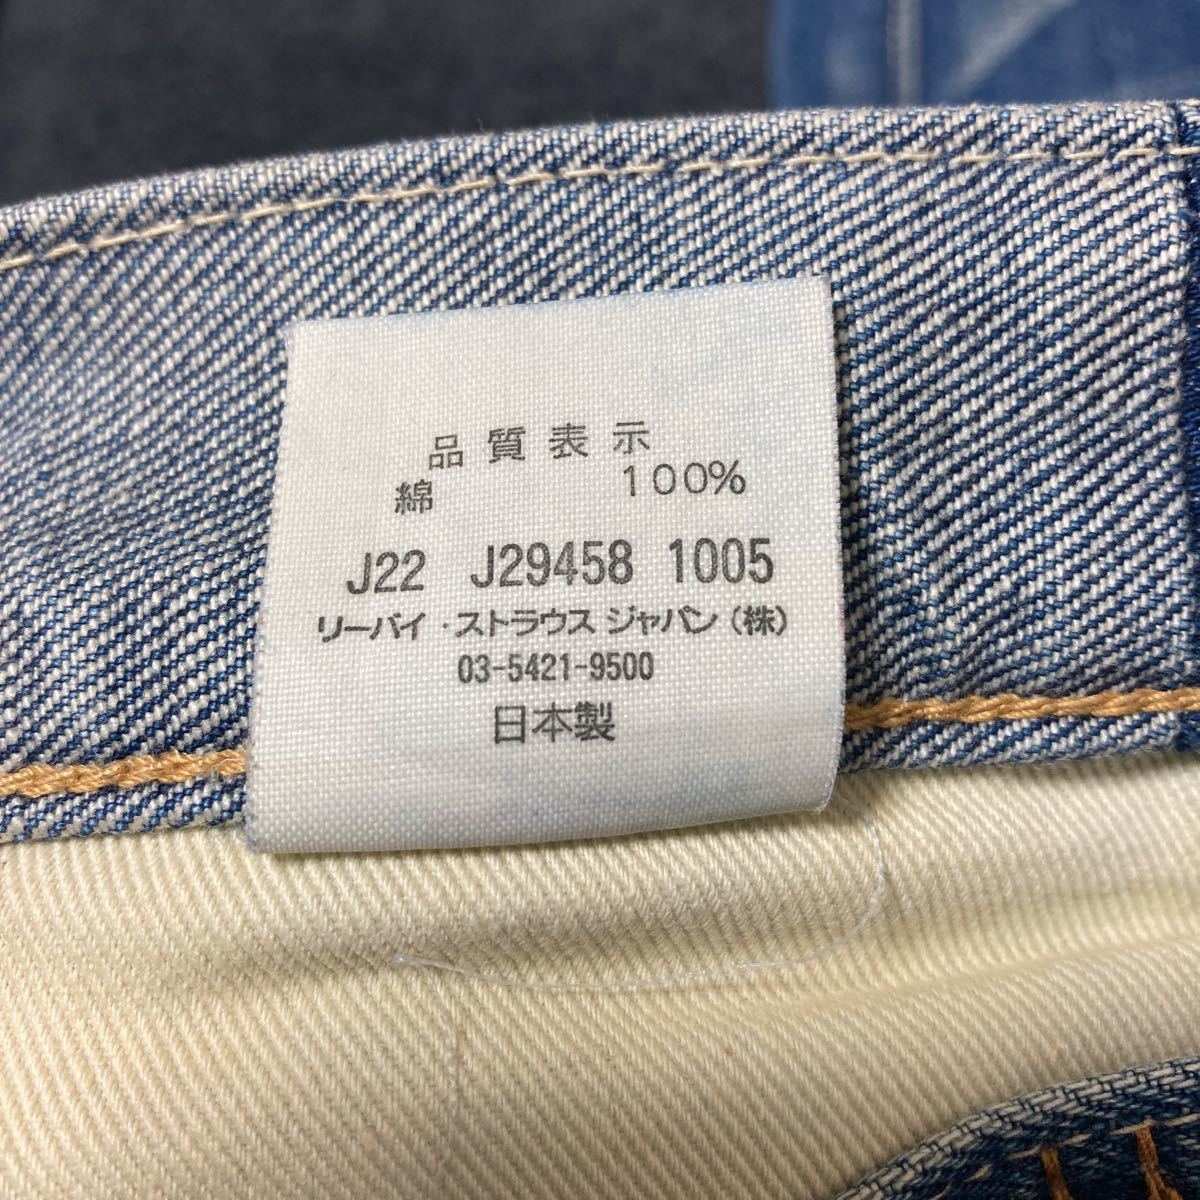 品質表示
綿 100%
J22 J29458 1005
リーバイ・ストラウス ジャパン(株)
03-5421-9500
日本製